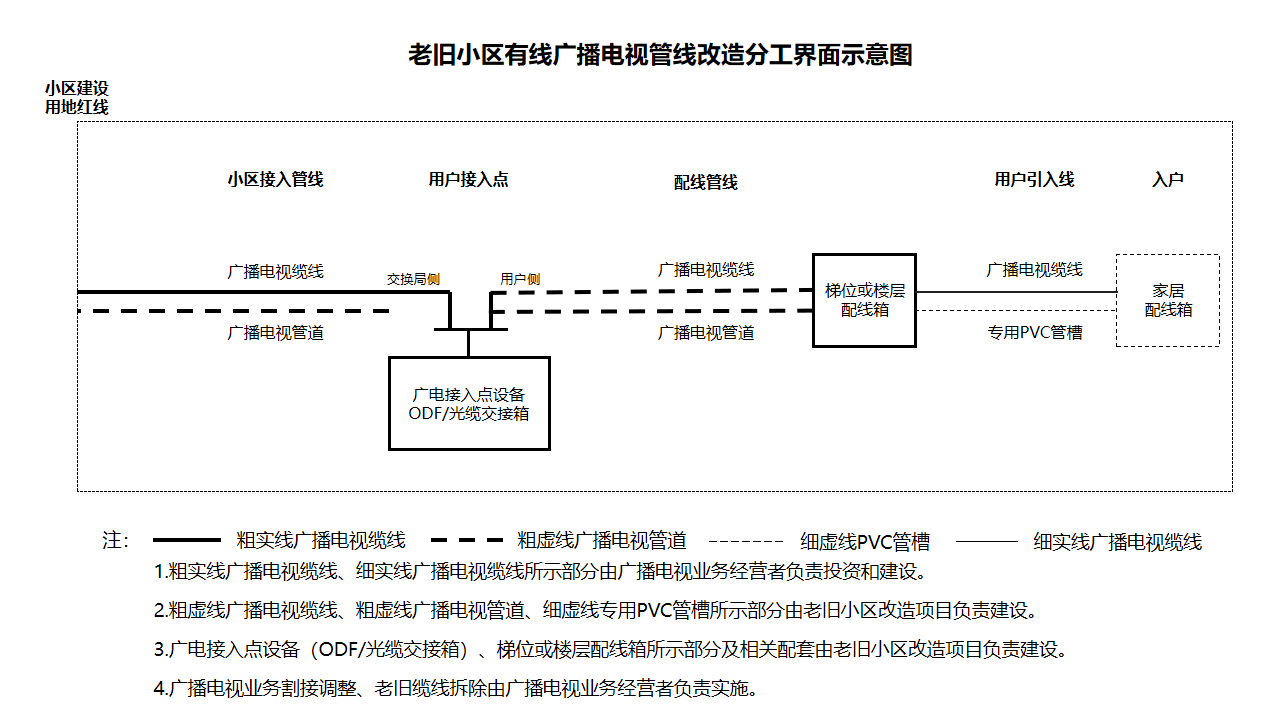 老旧小区有线广播电视管线改造分工界面示意图
小区建设
用地红线
小区接入管线
用户接入点
配线管线
用户引入线
入户
广播电视缆线
交换局侧
用户侧
广播电视缆线
广播电视缆线
梯位或楼层
配线箱
家居
配线箱
广播电视管道
广播电视管道
专用PVC管槽
广电接入点设备
ODF/光缆交接箱
注： 粗实线广播电视缆线 粗虚线广播电视管道 细虚线PVC管槽 细实线广播电视缆线
1.粗实线广播电视缆线、细实线广播电视缆线所示部分由广播电视业务经营者负责投资和建设。
2.粗虚线广播电视缆线、粗虚线广播电视管道、细虚线专用PVC管槽所示部分由老旧小区改造项目负责建设。
3.广电接入点设备（ODF/光缆交接箱）、梯位或楼层配线箱所示部分及相关配套由老旧小区改造项目负责建设。
4.广播电视业务割接调整、老旧缆线拆除由广播电视业务经营者负责实施。